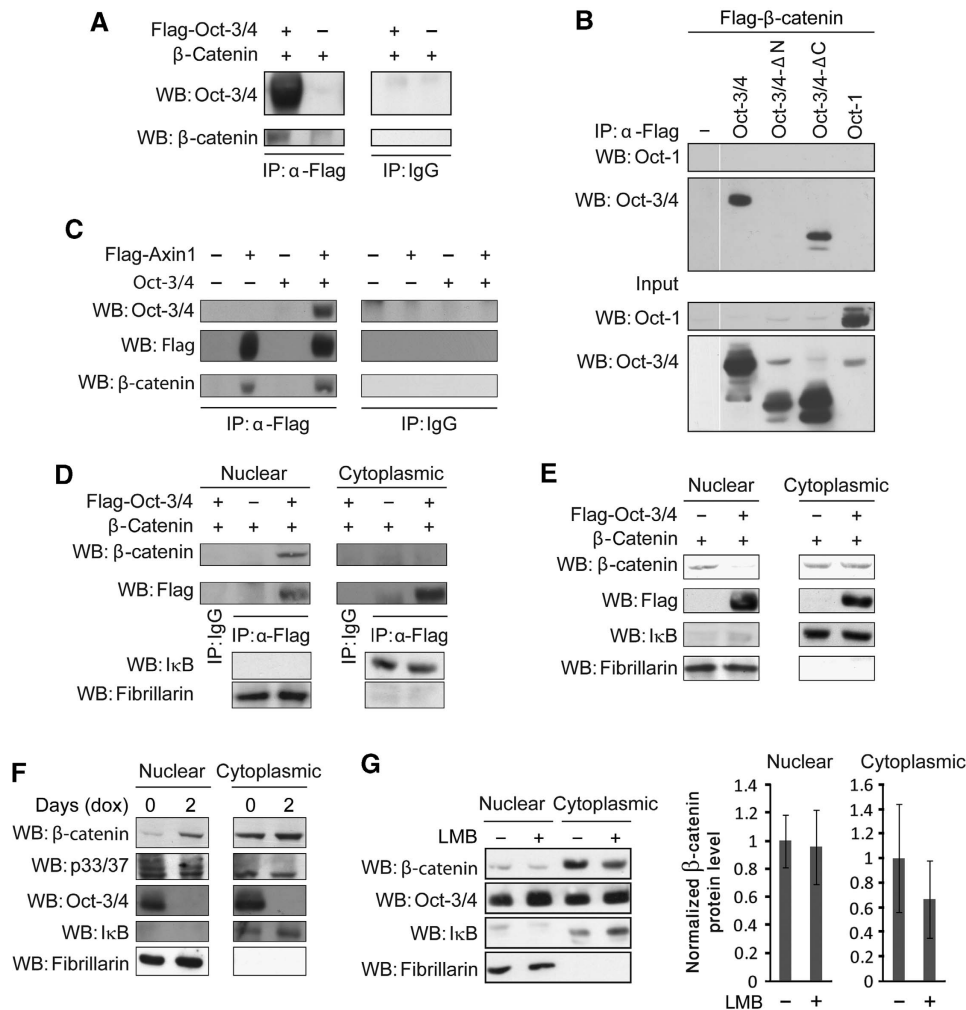 A
Flag-Oct-3/4 + – + –
β-Catenin + + + +
WB: Oct-3/4
WB: β-catenin
IP: α-Flag IP: IgG
B
Flag-β-catenin
IP: α-Flag – Oct-3/4 Oct-3/4-ΔN Oct-3/4-ΔC Oct-1
WB: Oct-1
WB: Oct-3/4
Input
WB: Oct-1
WB: Oct-3/4
C
Flag-Axin1 – + – + – + – +
Oct-3/4 – – + + – – + +
WB: Oct-3/4
WB: Flag
WB: β-catenin
IP: α-Flag IP: IgG
D
Nuclear Cytoplasmic
Flag-Oct-3/4 + – + + – +
β-Catenin + + + + + +
WB: β-catenin
WB: Flag
IP: IgG IP: α-Flag IP: IgG IP: α-Flag
WB: IκB
WB: Fibrillarin
E
Nuclear Cytoplasmic
Flag-Oct-3/4 – + – +
β-Catenin + + + +
WB: β-catenin
WB: Flag
WB: IκB
WB: Fibrillarin
F
Nuclear Cytoplasmic
Days (dox) 0 2 0 2
WB: β-catenin
WB: p33/37
WB: Oct-3/4
WB: IκB
WB: Fibrillarin
G
Nuclear Cytoplasmic
LMB – + – +
WB: β-catenin
WB: Oct-3/4
WB: IκB
WB: Fibrillarin
Normalized β-catenin
protein level
Nuclear
1.4
1.2
1
0.8
0.6
0.4
0.2
0
LMB – +
Cytoplasmic
1.6
1.4
1.2
1
0.8
0.6
0.4
0.2
0
– +